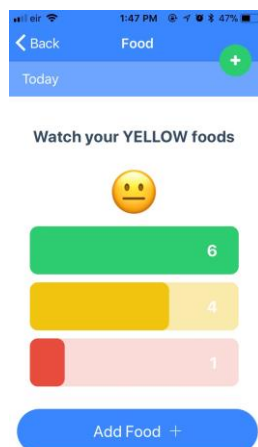 eir 1:47 PM 47%
Back Food
+
Today
Watch your YELLOW foods
6
4
1
Add Food +